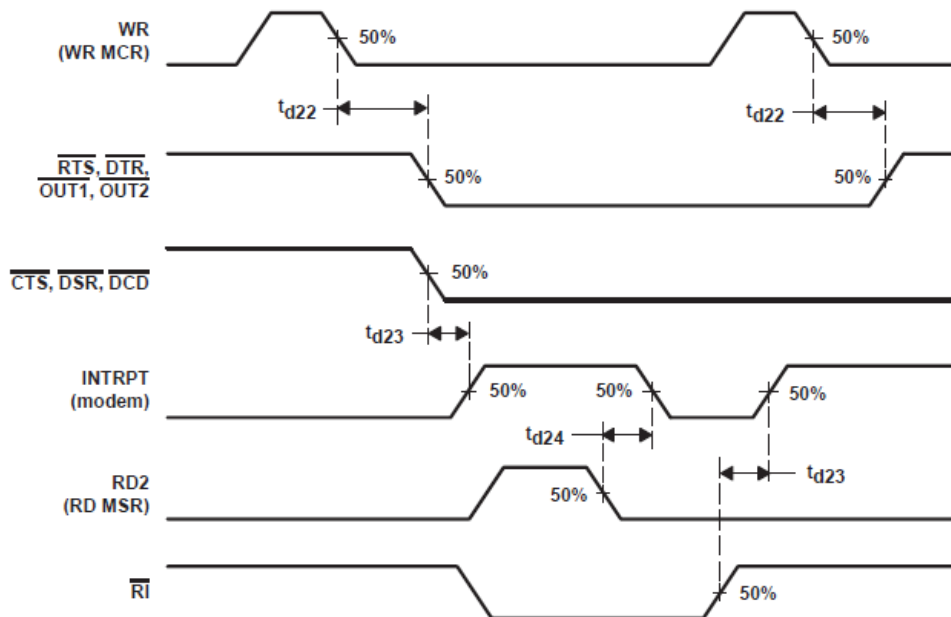 WR
(WR MCR)
50%
50%
td22
td22
RTS, DTR,
OUT1, OUT2
50%
50%
CTS, DSR, DCD
50%
td23
INTRPT
(modem)
50%
50%
50%
td24
td23
RD2
(RD MSR)
50%
RI
50%